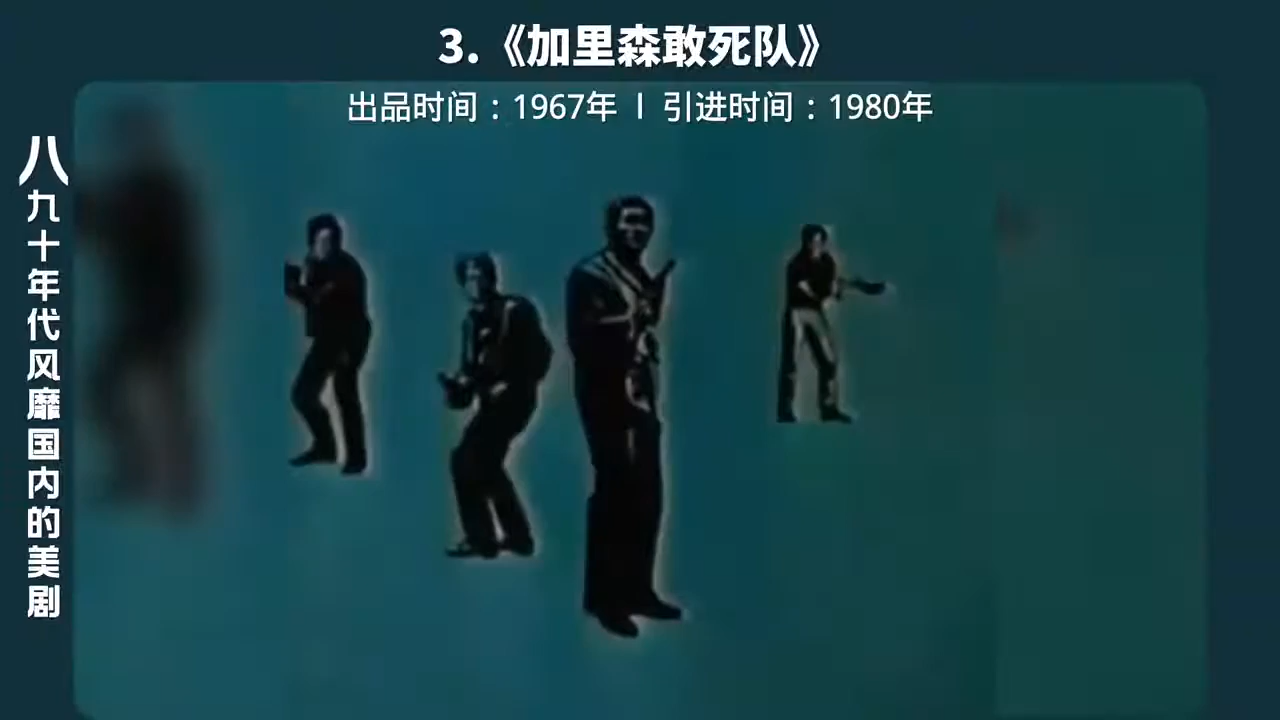 3.《加里森敢死队》
出品时间：1967年 | 引进时间：1980年
八九十年代风靡国内的美剧